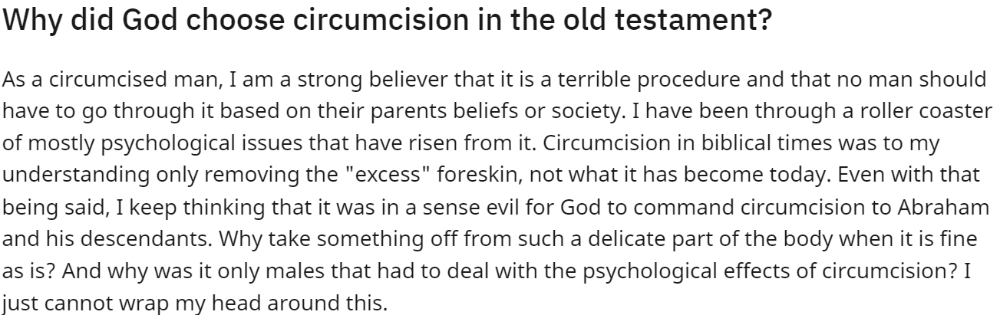 Why did God choose circumcision in the old testament?
As a circumcised man, I am a strong believer that it is a terrible procedure and that no man should
have to go through it based on their parents beliefs or society. I have been through a roller coaster
of mostly psychological issues that have risen from it. Circumcision in biblical times was to my
understanding only removing the "excess" foreskin, not what it has become today. Even with that
being said, I keep thinking that it was in a sense evil for God to command circumcision to Abraham
and his descendants. Why take something off from such a delicate part of the body when it is fine
as is? And why was it only males that had to deal with the psychological effects of circumcision? I
just cannot wrap my head around this.